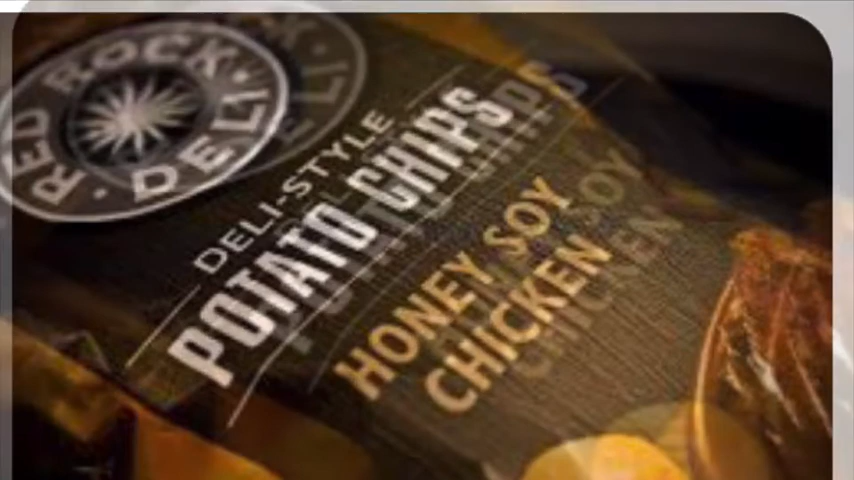 RED ROCK
DELI
DELI-STYLE
POTATO CHIPS
HONEY SOY
CHICKEN